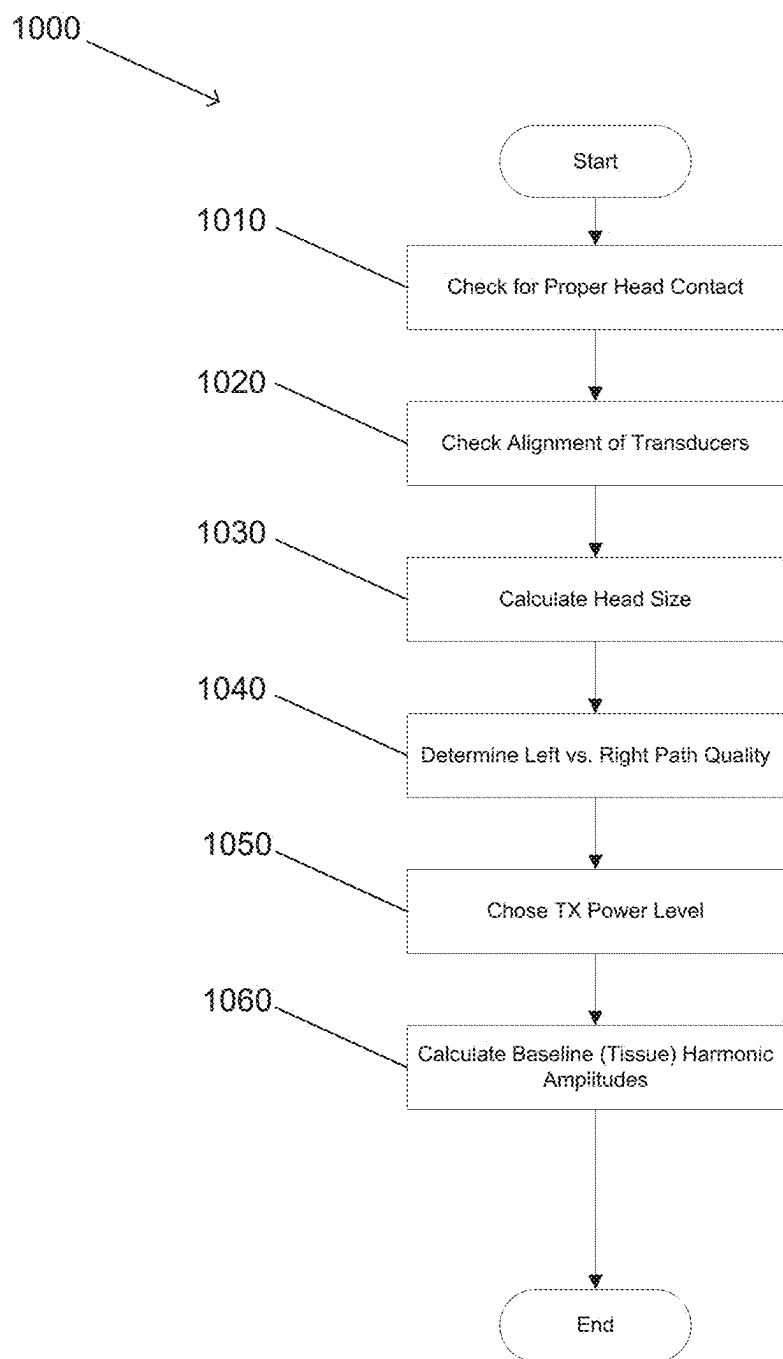 1000
Start
1010
Check for Proper Head Contact
1020
Check Alignment of Transducers
1030
Calculate Head Size
1040
Determine Left vs. Right Path Quality
1050
Chose TX Power Level
1060
Calculate Baseline (Tissue) Harmonic
Amplitudes
End